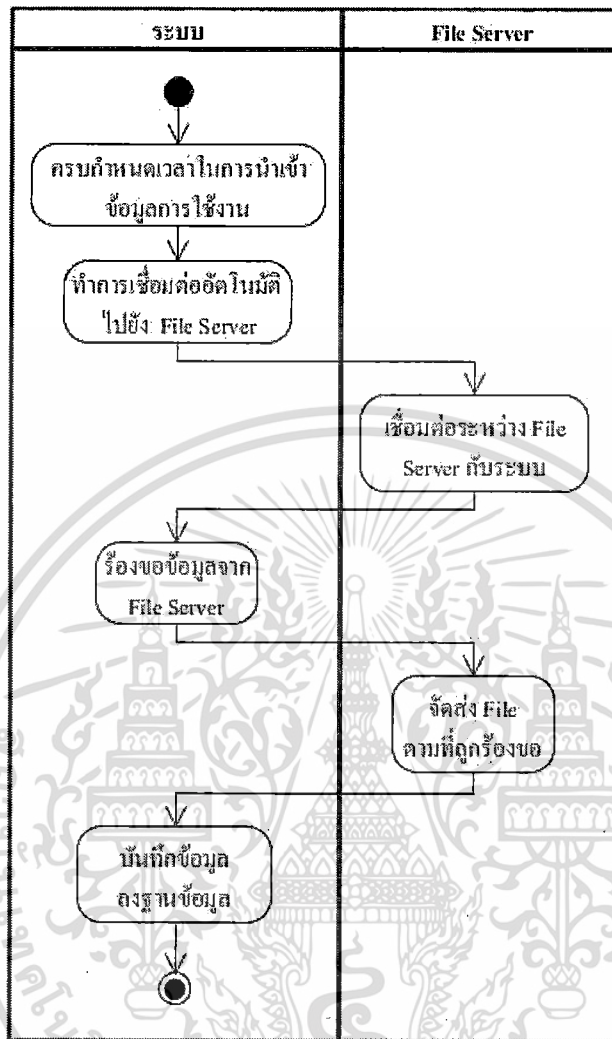 ระบบ
File Server
ครบกำหนดเวลาในการนำเข้า
ข้อมูลการใช้งาน
ทำการเชื่อมต่ออัตโนมัติ
ไปยัง File Server
เชื่อมต่อระหว่าง File
Server กับระบบ
ร้องขอข้อมูลจาก
File Server
จัดส่ง File
ตามที่ถูกร้องขอ
บันทึกข้อมูล
ลงฐานข้อมูล